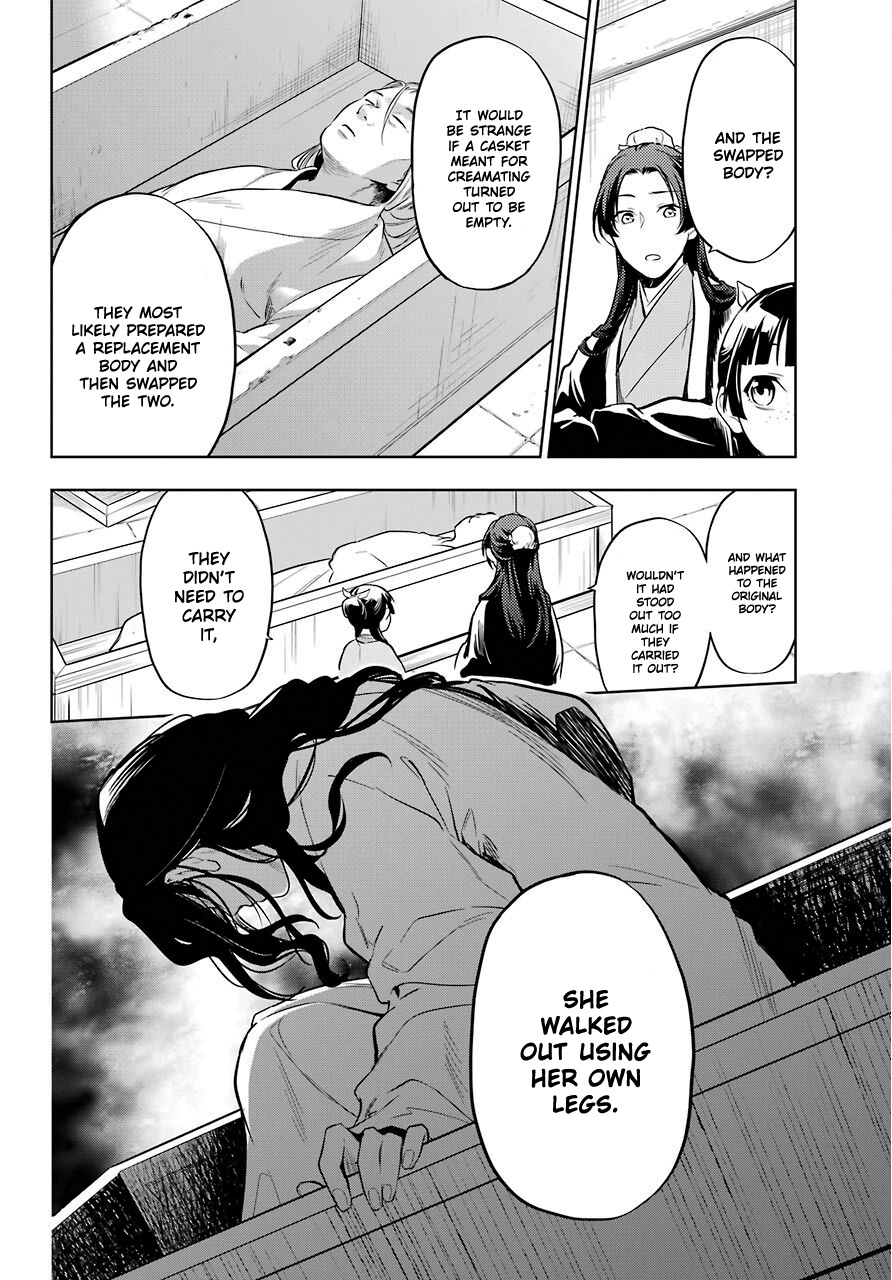 AND THE
SWAPPED
BODY?
IT WOULD
BE STRANGE
IF A CASKET
MEANT FOR
CREAMATING
TURNED
OUT TO BE
EMPTY.
THEY MOST
LIKELY PREPARED
A REPLACEMENT
BODY AND
THEN SWAPPED
THE TWO.
AND WHAT
HAPPENED
TO THE
ORIGINAL
BODY?
WOULDN'T
IT HAD
STOOD
OUT TOO
MUCH IF
THEY
CARRIED
IT OUT?
THEY
DIDN'T
NEED TO
CARRY
IT,
SHE
WALKED
OUT USING
HER OWN
LEGS.